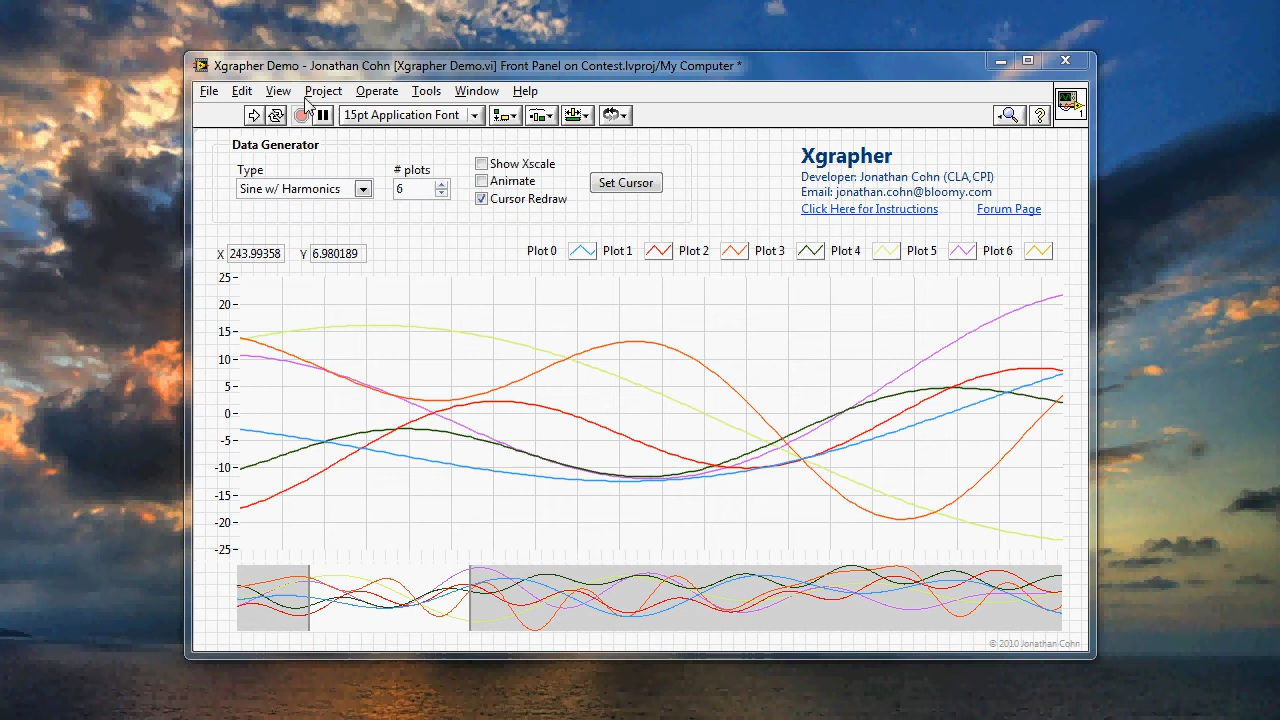 Xgrapher Demo - Jonathan Cohn [Xgrapher Demo.vi] Front Panel on Contest.lvproj/My Computer *
File Edit View Project Operate Tools Window Help
15pt Application Font
?
1
Data Generator
Type
Sine w/ Harmonics
# plots
6
Show Xscale
Animate
Cursor Redraw
Set Cursor
Xgrapher
Developer: Jonathan Cohn (CLA,CPI)
Email: jonathan.cohn@bloomy.com
Click Here for Instructions Forum Page
X 243.99358 Y 6.980189
Plot 0 Plot 1 Plot 2 Plot 3 Plot 4 Plot 5 Plot 6
25
20
15
10
5
0
-5
-10
-15
-20
-25
© 2010 Jonathan Cohn